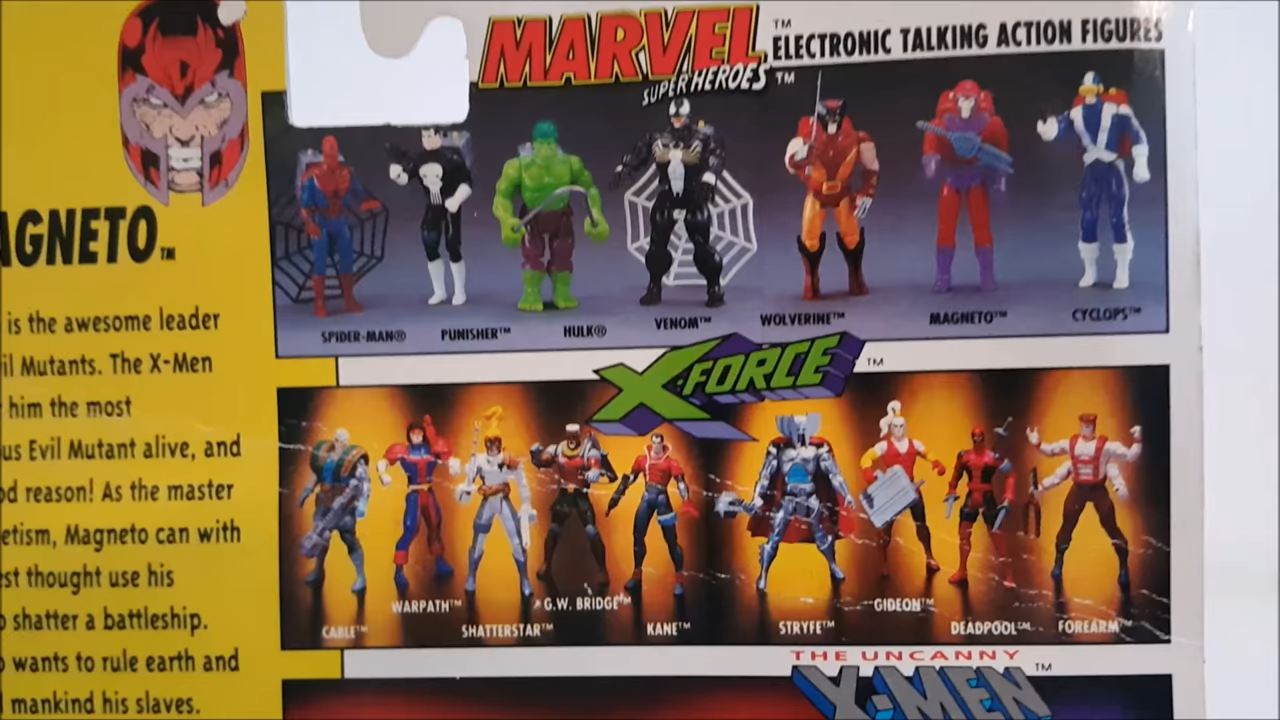 AGNETO™
is the awesome leader
il Mutants. The X-Men
him the most
us Evil Mutant alive, and
od reason! As the master
etism, Magneto can with
est thought use his
o shatter a battleship.
o wants to rule earth and
mankind his slaves.
MARVEL™
SUPER HEROES™
ELECTRONIC TALKING ACTION FIGURES
SPIDER-MAN®
PUNISHER™
HULK®
VENOM™
WOLVERINE™
MAGNETO™
CYCLOPS™
X-FORCE™
CABLE™
WARPATH™
SHATTERSTAR™
G.W. BRIDGE™
KANE™
STRYFE™
GIDEON™
DEADPOOL™
FOREARM™
THE UNCANNY
X-MEN™